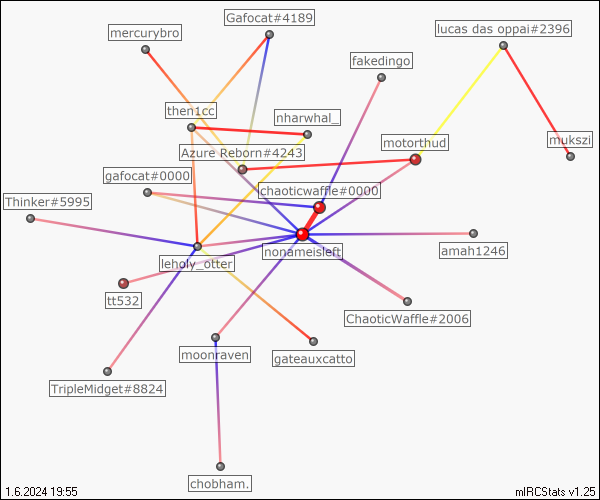 Gafocat#4189
mercurybro
lucas das oppai#2396
fakedingo
then1cc
nharwhal_
motorthud
mukszi
Azure Reborn#4243
gafocat#0000
chaoticwaffle#0000
Thinker#5995
nonameisleft
amah1246
leholy_otter
tt532
ChaoticWaffle#2006
moonraven
gateauxcatto
TripleMidget#8824
chobham.
1.6.2024 19:55
mIRCStats v1.25